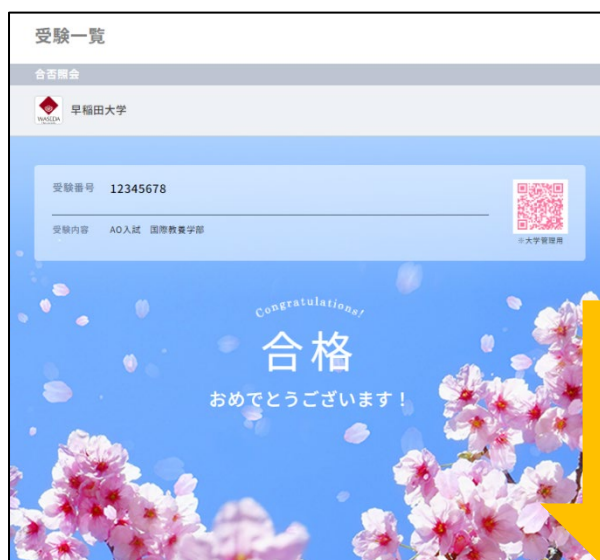 受験一覧
合否照会
WASEDA
早稲田大学
受験番号 12345678
受験内容 AO入試 国際教養学部
※大学管理用
Congratulations!
合格
おめでとうございます！